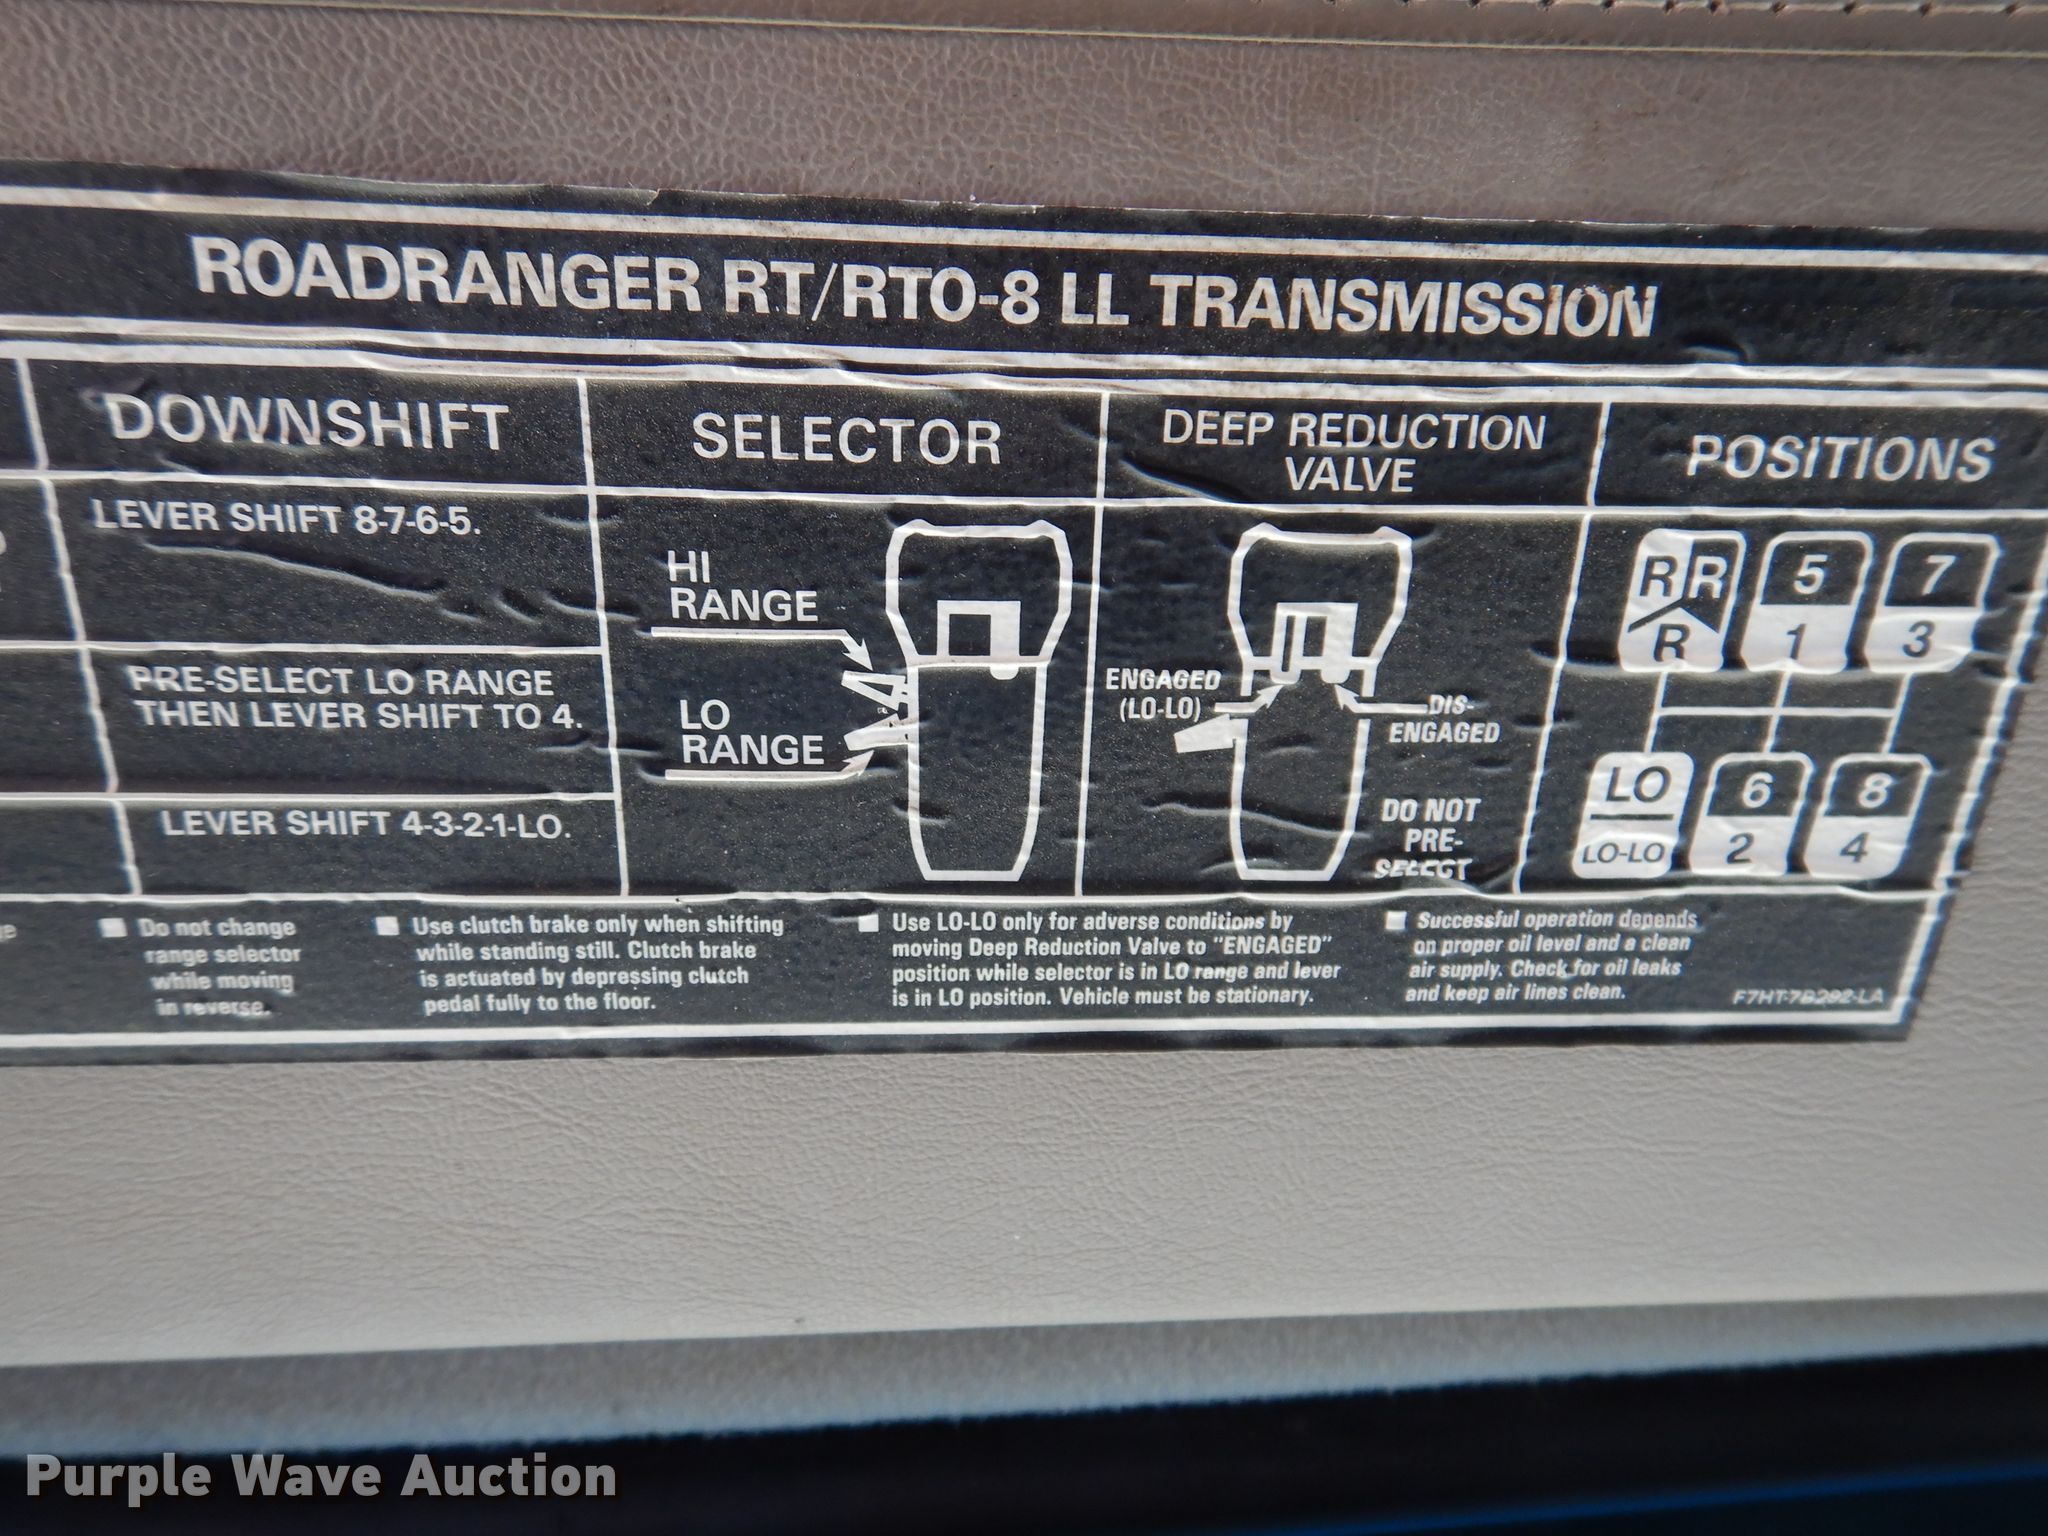 ROADRANGER RT/RTO-8 LL TRANSMISSION
DOWNSHIFT
SELECTOR
DEEP REDUCTION
VALVE
POSITIONS
LEVER SHIFT 8-7-6-5.
PRE-SELECT LO RANGE
THEN LEVER SHIFT TO 4.
LEVER SHIFT 4-3-2-1-LO.
HI
RANGE
LO
RANGE
ENGAGED
(LO-LO)
DIS-
ENGAGED
DO NOT
PRE-
SELECT
R R 5 7
R 1 3
LO 6 8
LO-LO 2 4
Do not change
range selector
while moving
in reverse.
Use clutch brake only when shifting
while standing still. Clutch brake
is actuated by depressing clutch
pedal fully to the floor.
Use LO-LO only for adverse conditions by
moving Deep Reduction Valve to "ENGAGED"
position while selector is in LO range and lever
is in LO position. Vehicle must be stationary.
Successful operation depends
on proper oil level and a clean
air supply. Check for oil leaks
and keep air lines clean.
F7HT-7B292-LA
Purple Wave Auction